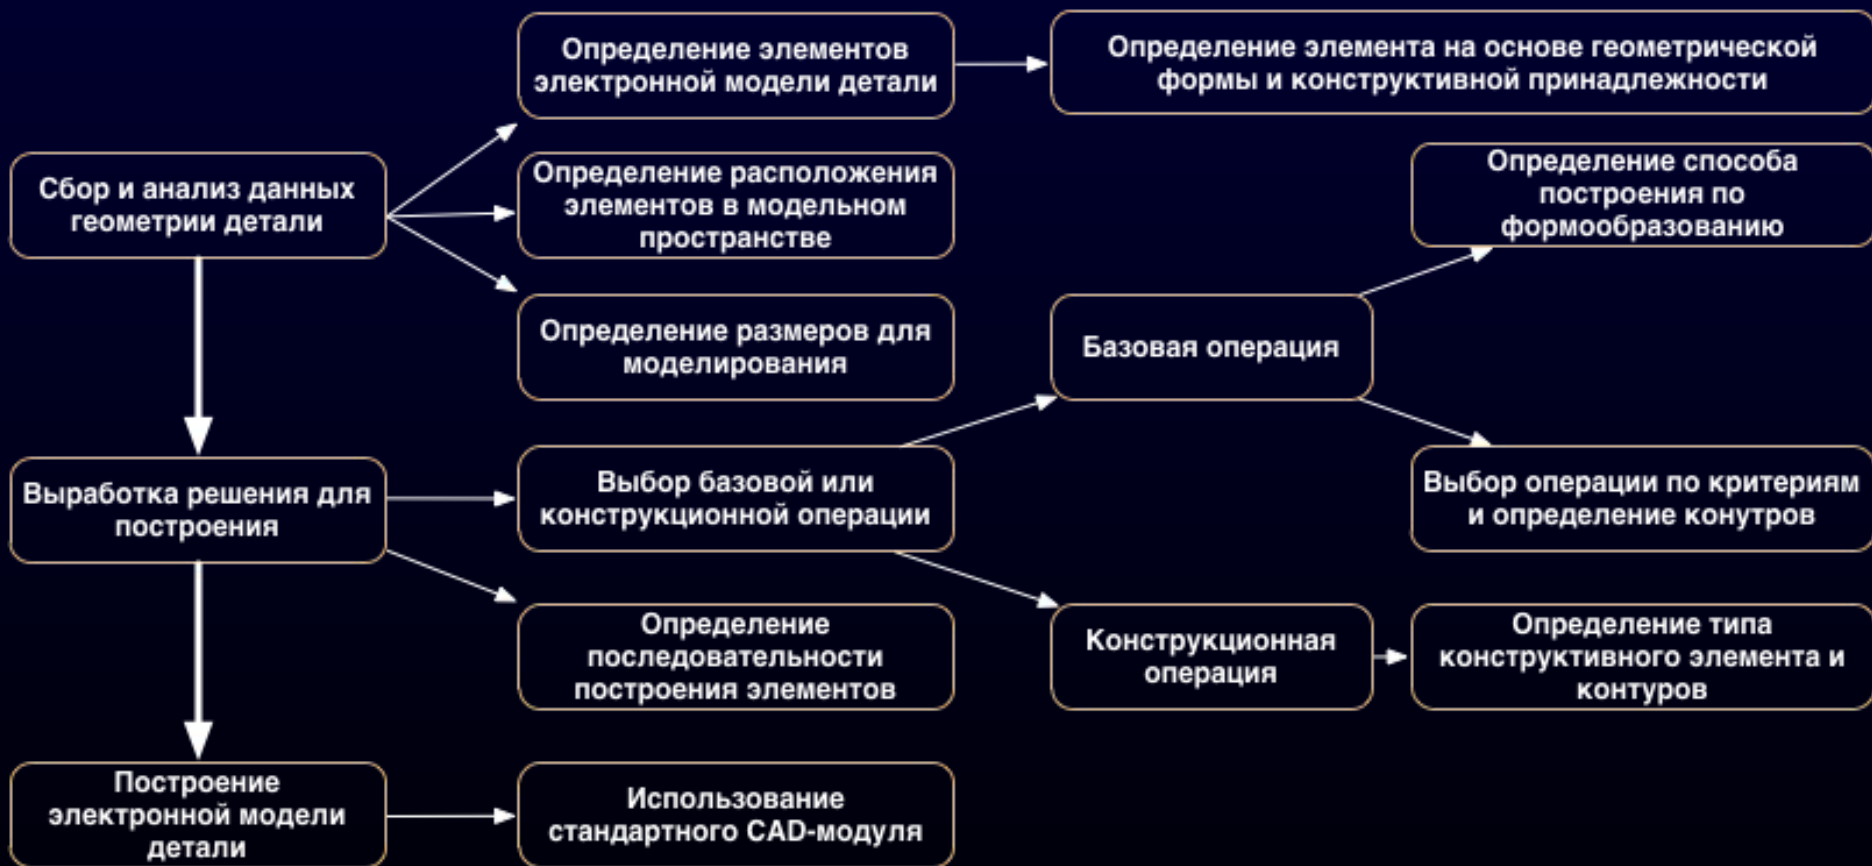 Определение элементов
электронной модели детали
Определение элемента на основе геометрической
формы и конструктивной принадлежности
Сбор и анализ данных
геометрии детали
Определение расположения
элементов в модельном
пространстве
Определение способа
построения по
формообразованию
Определение размеров для
моделирования
Базовая операция
Выработка решения для
построения
Выбор базовой или
конструкционной операции
Выбор операции по критериям
и определение конутров
Определение
последовательности
построения элементов
Конструкционная
операция
Определение типа
конструктивного элемента и
контуров
Построение
электронной модели
детали
Использование
стандартного CAD-модуля